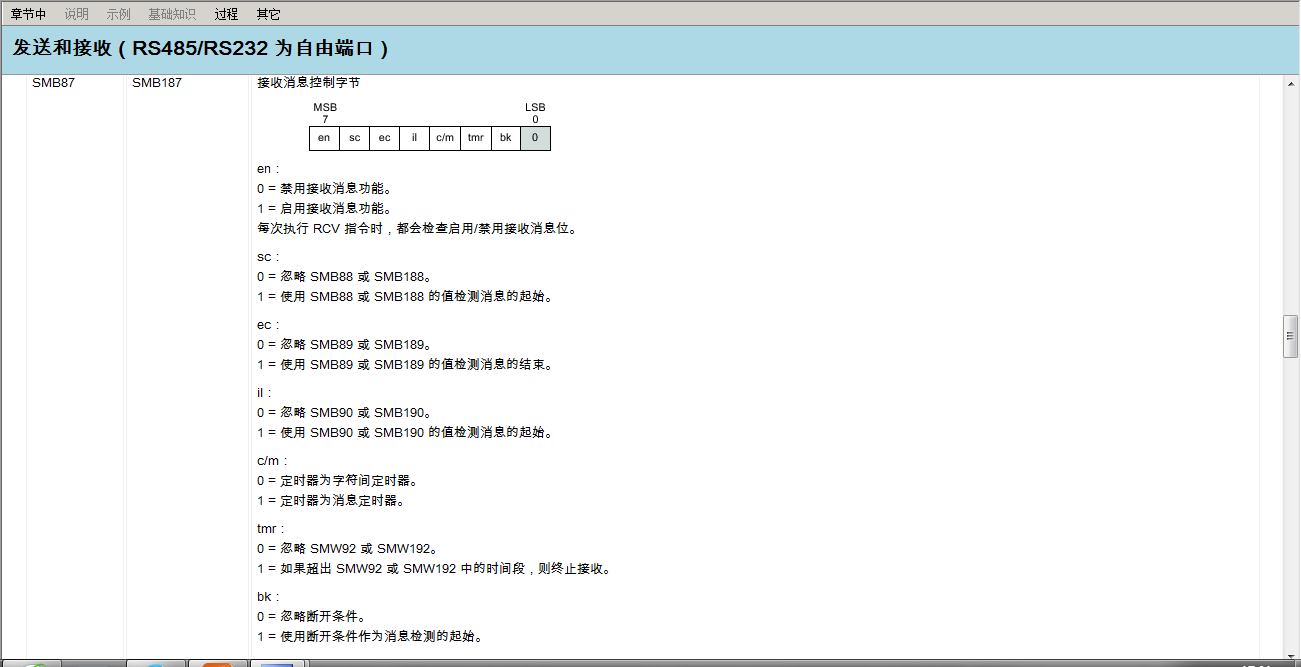 章节中 说明 示例 基础知识 过程 其它
发送和接收 ( RS485/RS232 为自由端口 )
SMB87 SMB187 接收消息控制字节
MSB LSB
7 0
en sc ec il c/m tmr bk 0
en :
0 = 禁用接收消息功能。
1 = 启用接收消息功能。
每次执行 RCV 指令时，都会检查启用/禁用接收消息位。
sc :
0 = 忽略 SMB88 或 SMB188。
1 = 使用 SMB88 或 SMB188 的值检测消息的起始。
ec :
0 = 忽略 SMB89 或 SMB189。
1 = 使用 SMB89 或 SMB189 的值检测消息的结束。
il :
0 = 忽略 SMB90 或 SMB190。
1 = 使用 SMB90 或 SMB190 的值检测消息的起始。
c/m :
0 = 定时器为字符间定时器。
1 = 定时器为消息定时器。
tmr :
0 = 忽略 SMW92 或 SMW192。
1 = 如果超出 SMW92 或 SMW192 中的时间段，则终止接收。
bk :
0 = 忽略断开条件。
1 = 使用断开条件作为消息检测的起始。